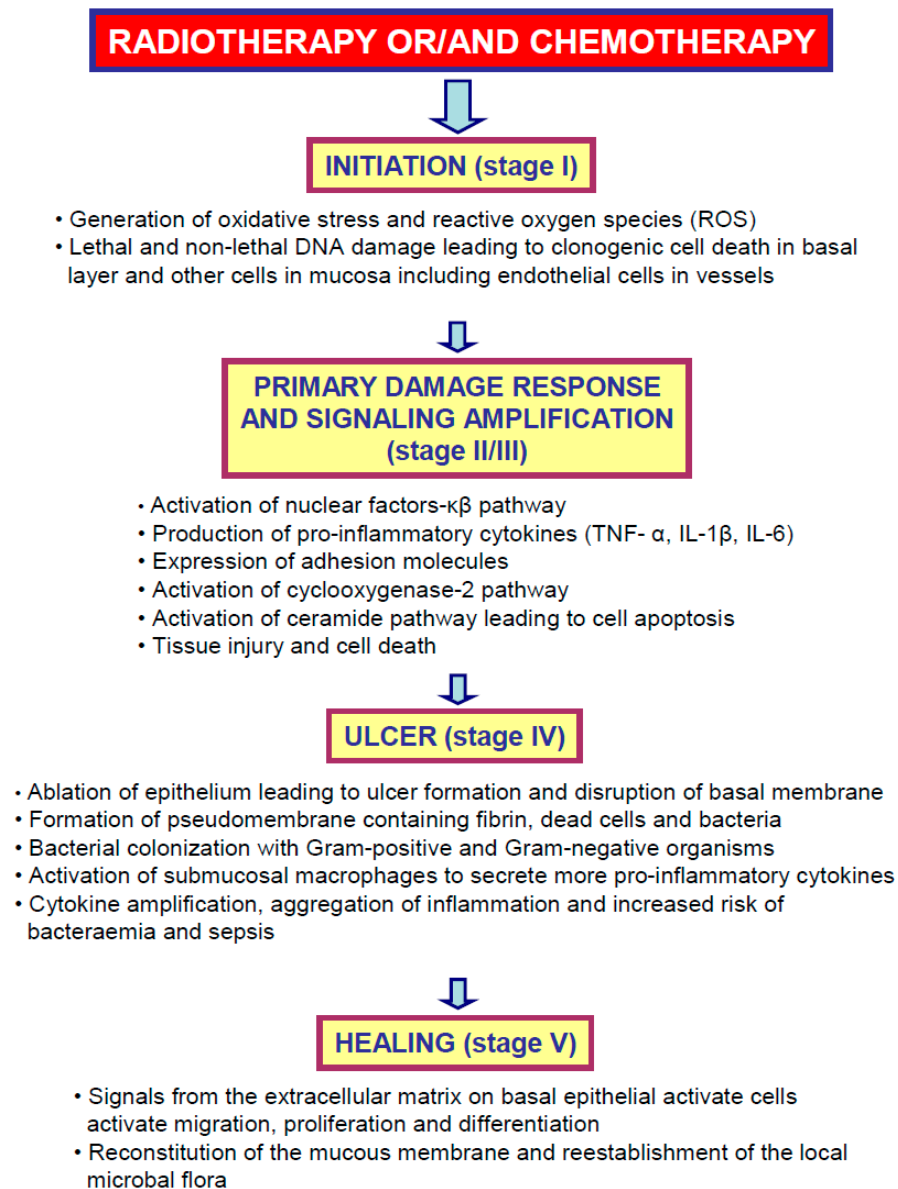 RADIOTHERAPY OR/AND CHEMOTHERAPY
INITIATION (stage I)
• Generation of oxidative stress and reactive oxygen species (ROS)
• Lethal and non-lethal DNA damage leading to clonogenic cell death in basal
layer and other cells in mucosa including endothelial cells in vessels
PRIMARY DAMAGE RESPONSE
AND SIGNALING AMPLIFICATION
(stage II/III)
• Activation of nuclear factors-κβ pathway
• Production of pro-inflammatory cytokines (TNF- α, IL-1β, IL-6)
• Expression of adhesion molecules
• Activation of cyclooxygenase-2 pathway
• Activation of ceramide pathway leading to cell apoptosis
• Tissue injury and cell death
ULCER (stage IV)
• Ablation of epithelium leading to ulcer formation and disruption of basal membrane
• Formation of pseudomembrane containing fibrin, dead cells and bacteria
• Bacterial colonization with Gram-positive and Gram-negative organisms
• Activation of submucosal macrophages to secrete more pro-inflammatory cytokines
• Cytokine amplification, aggregation of inflammation and increased risk of
bacteraemia and sepsis
HEALING (stage V)
• Signals from the extracellular matrix on basal epithelial activate cells
activate migration, proliferation and differentiation
• Reconstitution of the mucous membrane and reestablishment of the local
microbal flora